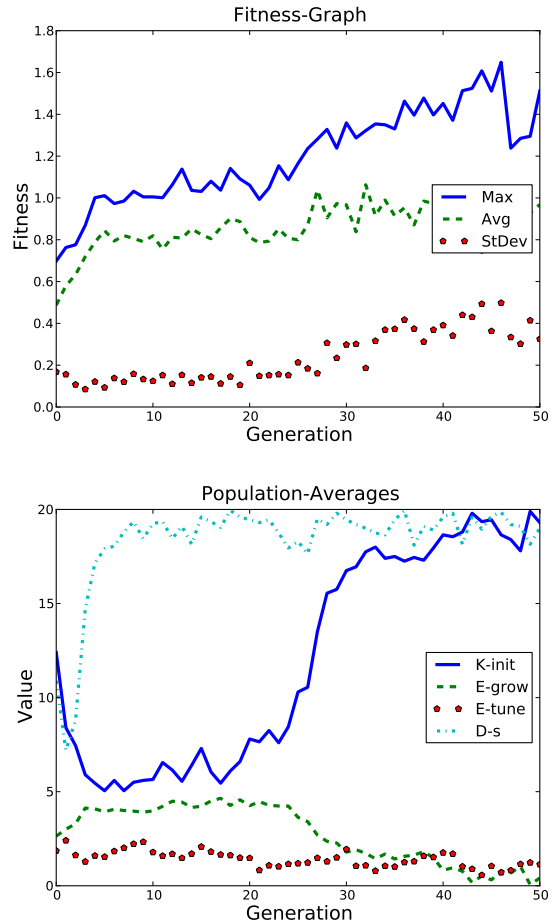 Fitness-Graph
1.8
1.6
1.4
1.2
1.0
0.8
0.6
0.4
0.2
0.0
Fitness
Max
Avg
StDev
0 10 20 30 40 50
Generation
Population-Averages
20
15
10
5
0
Value
K-init
E-grow
E-tune
D-s
0 10 20 30 40 50
Generation